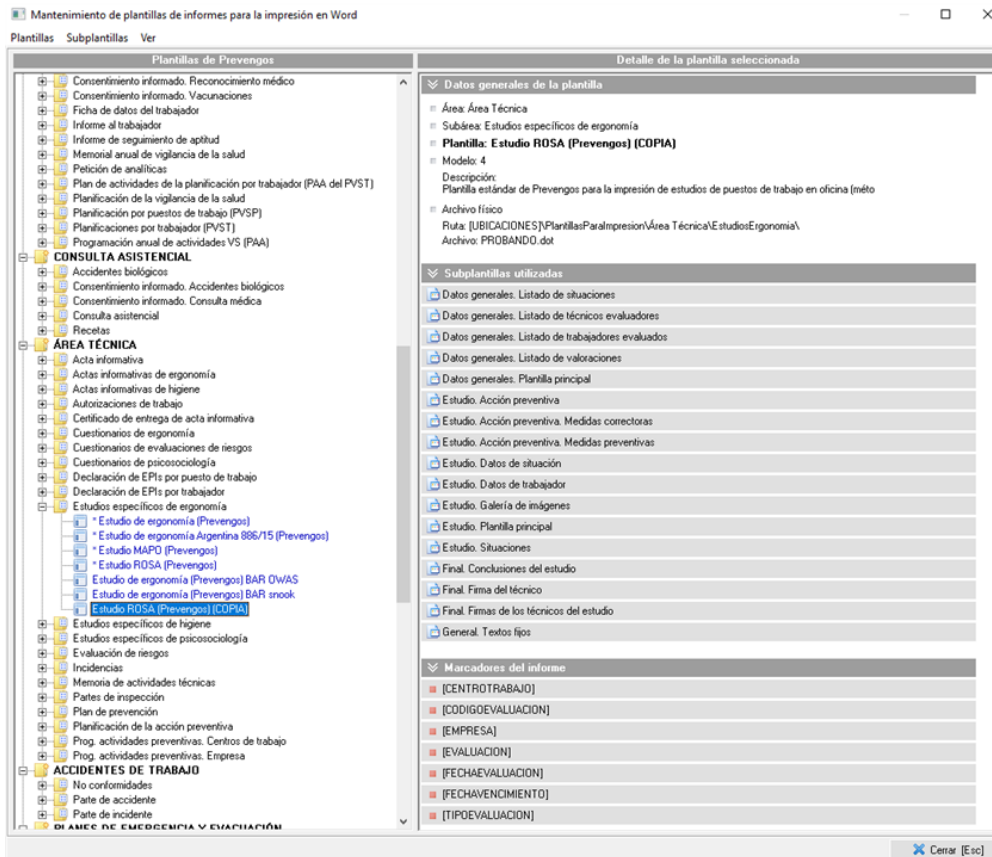 Mantenimiento de plantillas de informes para la impresión en Word
Plantillas Subplantillas Ver
Plantillas de Prevengos
Consentimiento informado. Reconocimiento médico
Consentimiento informado. Vacunaciones
Ficha de datos del trabajador
Informe al trabajador
Informe de seguimiento de aptitud
Memorial anual de vigilancia de la salud
Petición de analíticas
Plan de actividades de la planificación por trabajador (PAA del PVST)
Planificación de la vigilancia de la salud
Planificación por puestos de trabajo (PVSP)
Planificaciones por trabajador (PVST)
Programación anual de actividades VS (PAA)
CONSULTA ASISTENCIAL
Accidentes biológicos
Consentimiento informado. Accidentes biológicos
Consentimiento informado. Consulta médica
Consulta asistencial
Recetas
ÁREA TÉCNICA
Acta informativa
Actas informativas de ergonomía
Actas informativas de higiene
Autorizaciones de trabajo
Certificado de entrega de acta informativa
Cuestionarios de ergonomía
Cuestionarios de evaluaciones de riesgos
Cuestionarios de psicosociología
Declaración de EPIs por puesto de trabajo
Declaración de EPIs por trabajador
Estudios específicos de ergonomía
* Estudio de ergonomía (Prevengos)
* Estudio de ergonomía Argentina 886/15 (Prevengos)
* Estudio MAPO (Prevengos)
* Estudio ROSA (Prevengos)
Estudio de ergonomía (Prevengos) BAR OWAS
Estudio de ergonomía (Prevengos) BAR snook
Estudio ROSA (Prevengos) (COPIA)
Estudios específicos de higiene
Estudios específicos de psicosociología
Evaluación de riesgos
Incidencias
Memoria de actividades técnicas
Partes de inspección
Plan de prevención
Planificación de la acción preventiva
Prog. actividades preventivas. Centros de trabajo
Prog. actividades preventivas. Empresa
ACCIDENTES DE TRABAJO
No conformidades
Parte de accidente
Parte de incidente
PLANES DE EMERGENCIA Y EVACUACIÓN
Detalle de la plantilla seleccionada
Datos generales de la plantilla
Área: Área Técnica
Subárea: Estudios específicos de ergonomía
Plantilla: Estudio ROSA (Prevengos) (COPIA)
Modelo: 4
Descripción:
Plantilla estándar de Prevengos para la impresión de estudios de puestos de trabajo en oficina (méto
Archivo físico
Ruta: [UBICACIONES]\PlantillasParaImpresion\Área Técnica\EstudiosErgonomia\
Archivo: PROBANDO.dot
Subplantillas utilizadas
Datos generales. Listado de situaciones
Datos generales. Listado de técnicos evaluadores
Datos generales. Listado de trabajadores evaluados
Datos generales. Listado de valoraciones
Datos generales. Plantilla principal
Estudio. Acción preventiva
Estudio. Acción preventiva. Medidas correctoras
Estudio. Acción preventiva. Medidas preventivas
Estudio. Datos de situación
Estudio. Datos de trabajador
Estudio. Galería de imágenes
Estudio. Plantilla principal
Estudio. Situaciones
Final. Conclusiones del estudio
Final. Firma del técnico
Final. Firmas de los técnicos del estudio
General. Textos fijos
Marcadores del informe
[CENTROTRABAJO]
[CODIGOEVALUACION]
[EMPRESA]
[EVALUACION]
[FECHAEVALUACION]
[FECHAVENCIMIENTO]
[TIPOEVALUACION]
Cerrar [Esc]